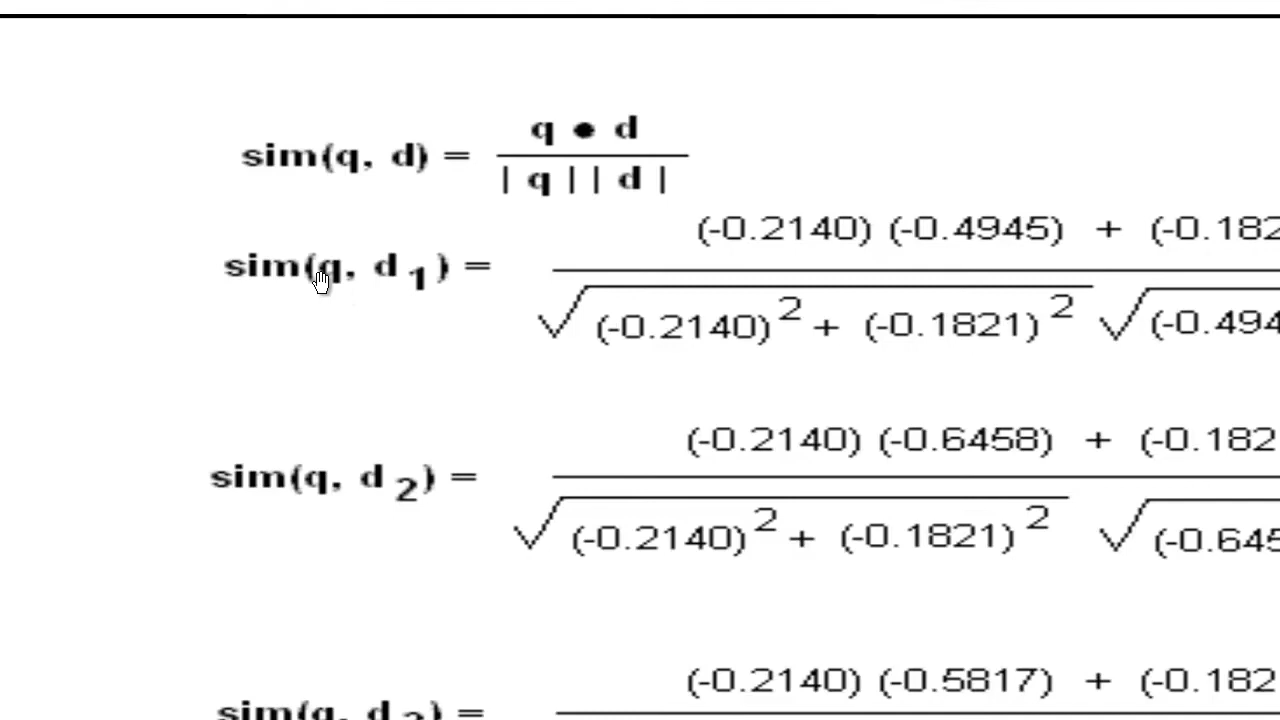 sim(q, d) = q • d
| q | | d |
(-0.2140) (-0.4945) + (-0.182
sim(q, d 1) =
√(-0.2140)2 + (-0.1821)2 √(-0.494
(-0.2140) (-0.6458) + (-0.182
sim(q, d 2) =
√(-0.2140)2 + (-0.1821)2 √(-0.645
(-0.2140) (-0.5817) + (-0.182
sim(q, d 3) =